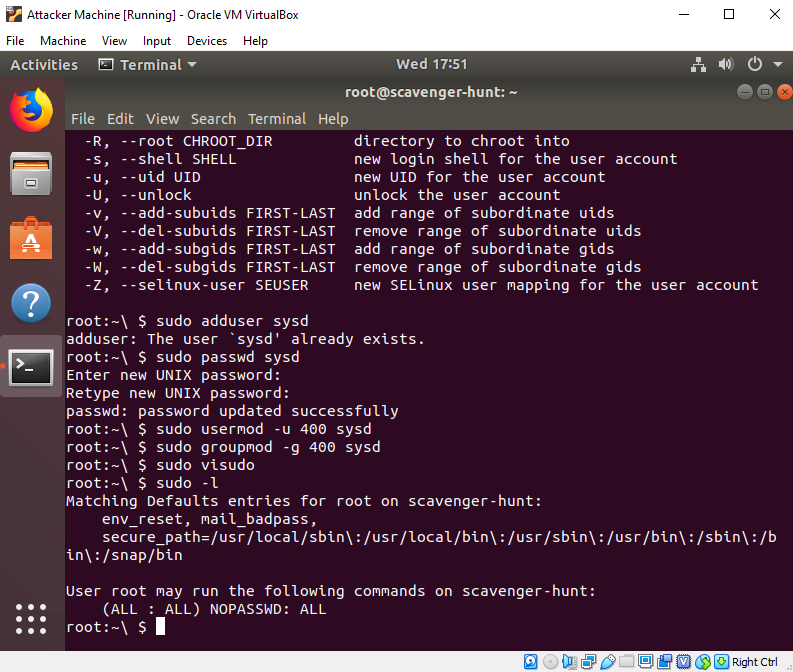 Attacker Machine [Running] - Oracle VM VirtualBox
File Machine View Input Devices Help
Activities Terminal Wed 17:51
root@scavenger-hunt: ~
File Edit View Search Terminal Help
-R, --root CHROOT_DIR directory to chroot into
-s, --shell SHELL new login shell for the user account
-u, --uid UID new UID for the user account
-U, --unlock unlock the user account
-v, --add-subuids FIRST-LAST add range of subordinate uids
-V, --del-subuids FIRST-LAST remove range of subordinate uids
-w, --add-subgids FIRST-LAST add range of subordinate gids
-W, --del-subgids FIRST-LAST remove range of subordinate gids
-Z, --selinux-user SEUSER new SELinux user mapping for the user account
root:~\ $ sudo adduser sysd
adduser: The user `sysd' already exists.
root:~\ $ sudo passwd sysd
Enter new UNIX password:
Retype new UNIX password:
passwd: password updated successfully
root:~\ $ sudo usermod -u 400 sysd
root:~\ $ sudo groupmod -g 400 sysd
root:~\ $ sudo visudo
root:~\ $ sudo -l
Matching Defaults entries for root on scavenger-hunt:
env_reset, mail_badpass,
secure_path=/usr/local/sbin\:/usr/local/bin\:/usr/sbin\:/usr/bin\:/sbin\:/b
in\:/snap/bin
User root may run the following commands on scavenger-hunt:
(ALL : ALL) NOPASSWD: ALL
root:~\ $
Right Ctrl